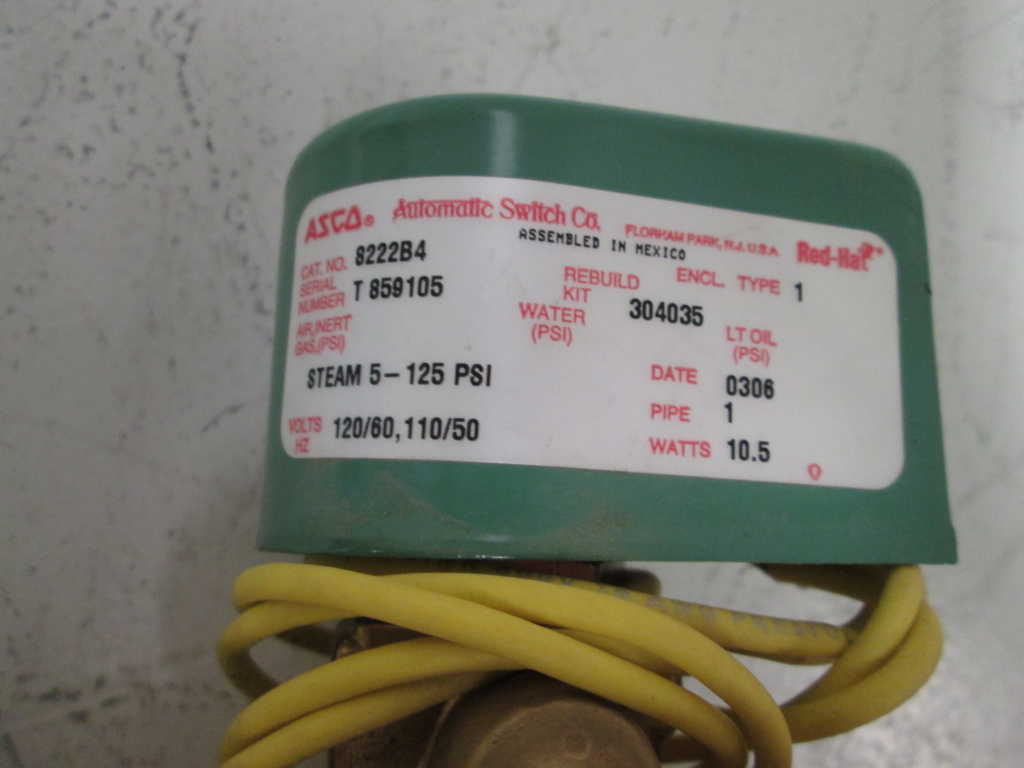 ASCO® Automatic Switch Co. FLORHAM PARK, N.J. U.S.A. Red-Hat
ASSEMBLED IN MEXICO
CAT. NO. 8222B4
SERIAL NUMBER T 859105
REBUILD KIT 304035
ENCL. TYPE 1
AIR,INERT GAS,(PSI)
WATER (PSI)
LT OIL (PSI)
STEAM 5-125 PSI
DATE 0306
PIPE 1
VOLTS HZ 120/60,110/50
WATTS 10.5